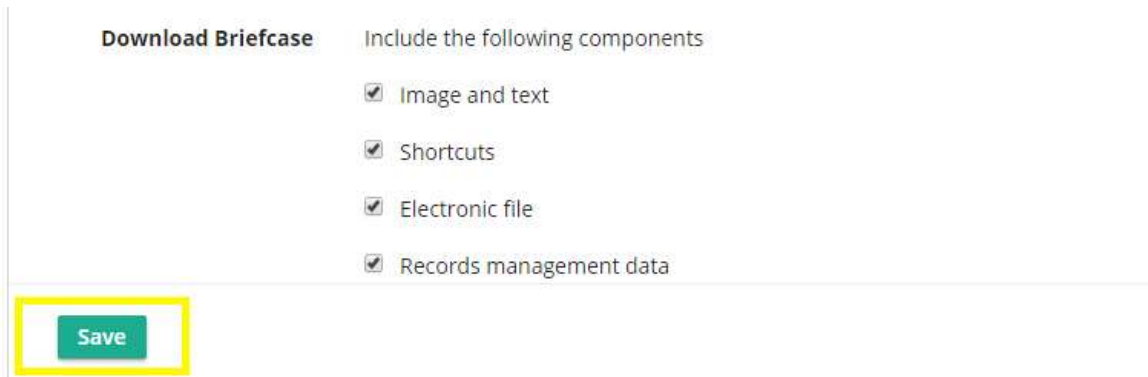 Download Briefcase Include the following components
Image and text
Shortcuts
Electronic file
Records management data
Save